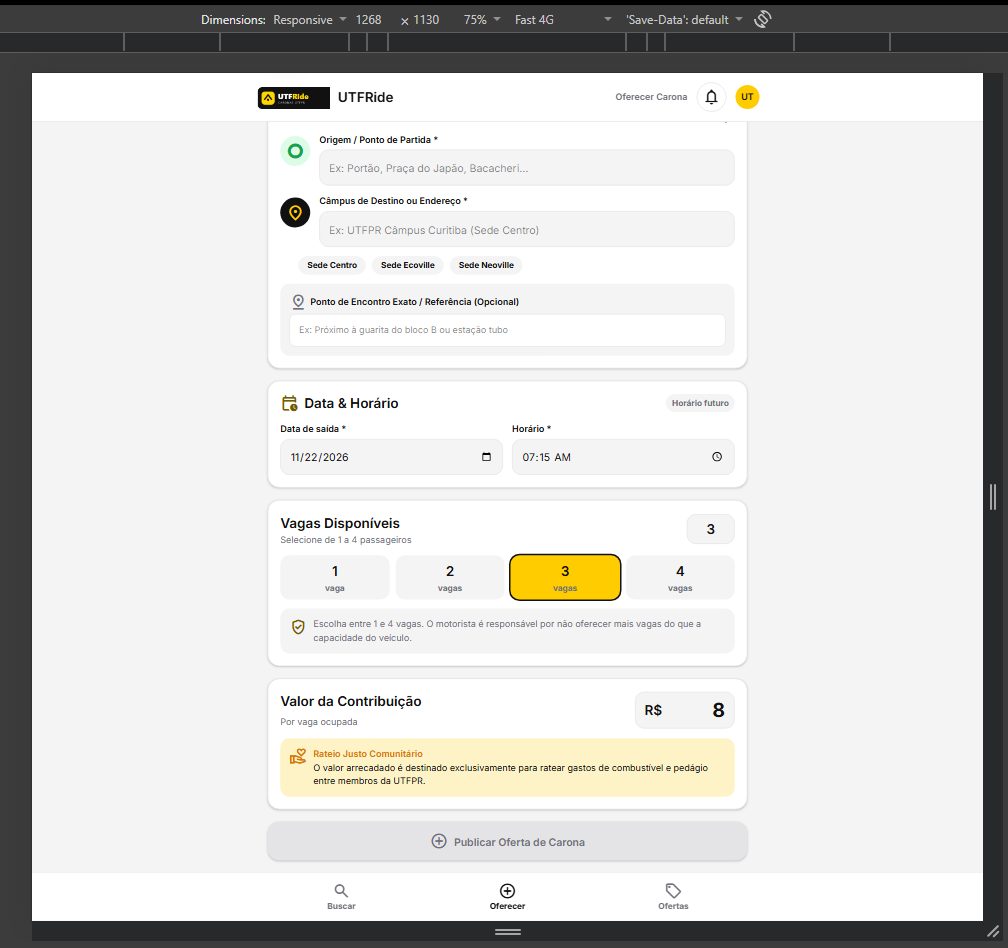 Dimensions: Responsive 1268 × 1130 75% Fast 4G 'Save-Data': default
UTFRide UTFRide Oferecer Carona UT
Origem / Ponto de Partida *
Ex: Portão, Praça do Japão, Bacacheri...
Câmpus de Destino ou Endereço *
Ex: UTFPR Câmpus Curitiba (Sede Centro)
Sede Centro Sede Ecoville Sede Neoville
Ponto de Encontro Exato / Referência (Opcional)
Ex: Próximo à guarita do bloco B ou estação tubo
Data & Horário Horário futuro
Data de saída * Horário *
11/22/2026 07:15 AM
Vagas Disponíveis 3
Selecione de 1 a 4 passageiros
1 2 3 4
vaga vagas vagas vagas
Escolha entre 1 e 4 vagas. O motorista é responsável por não oferecer mais vagas do que a
capacidade do veículo.
Valor da Contribuição R$ 8
Por vaga ocupada
Rateio Justo Comunitário
O valor arrecadado é destinado exclusivamente para ratear gastos de combustível e pedágio
entre membros da UTFPR.
Publicar Oferta de Carona
Buscar Oferecer Ofertas